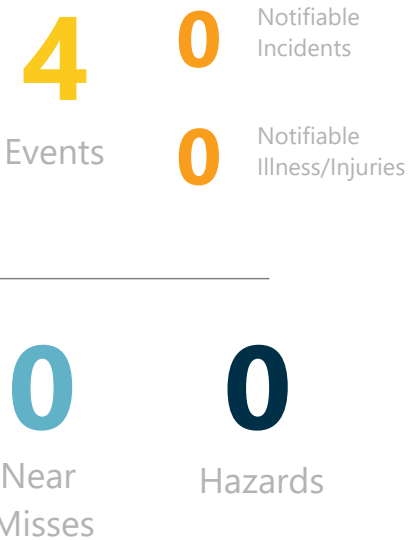 4
Events
0
Notifiable
Incidents
0
Notifiable
Illness/Injuries
0
Near
Misses
0
Hazards